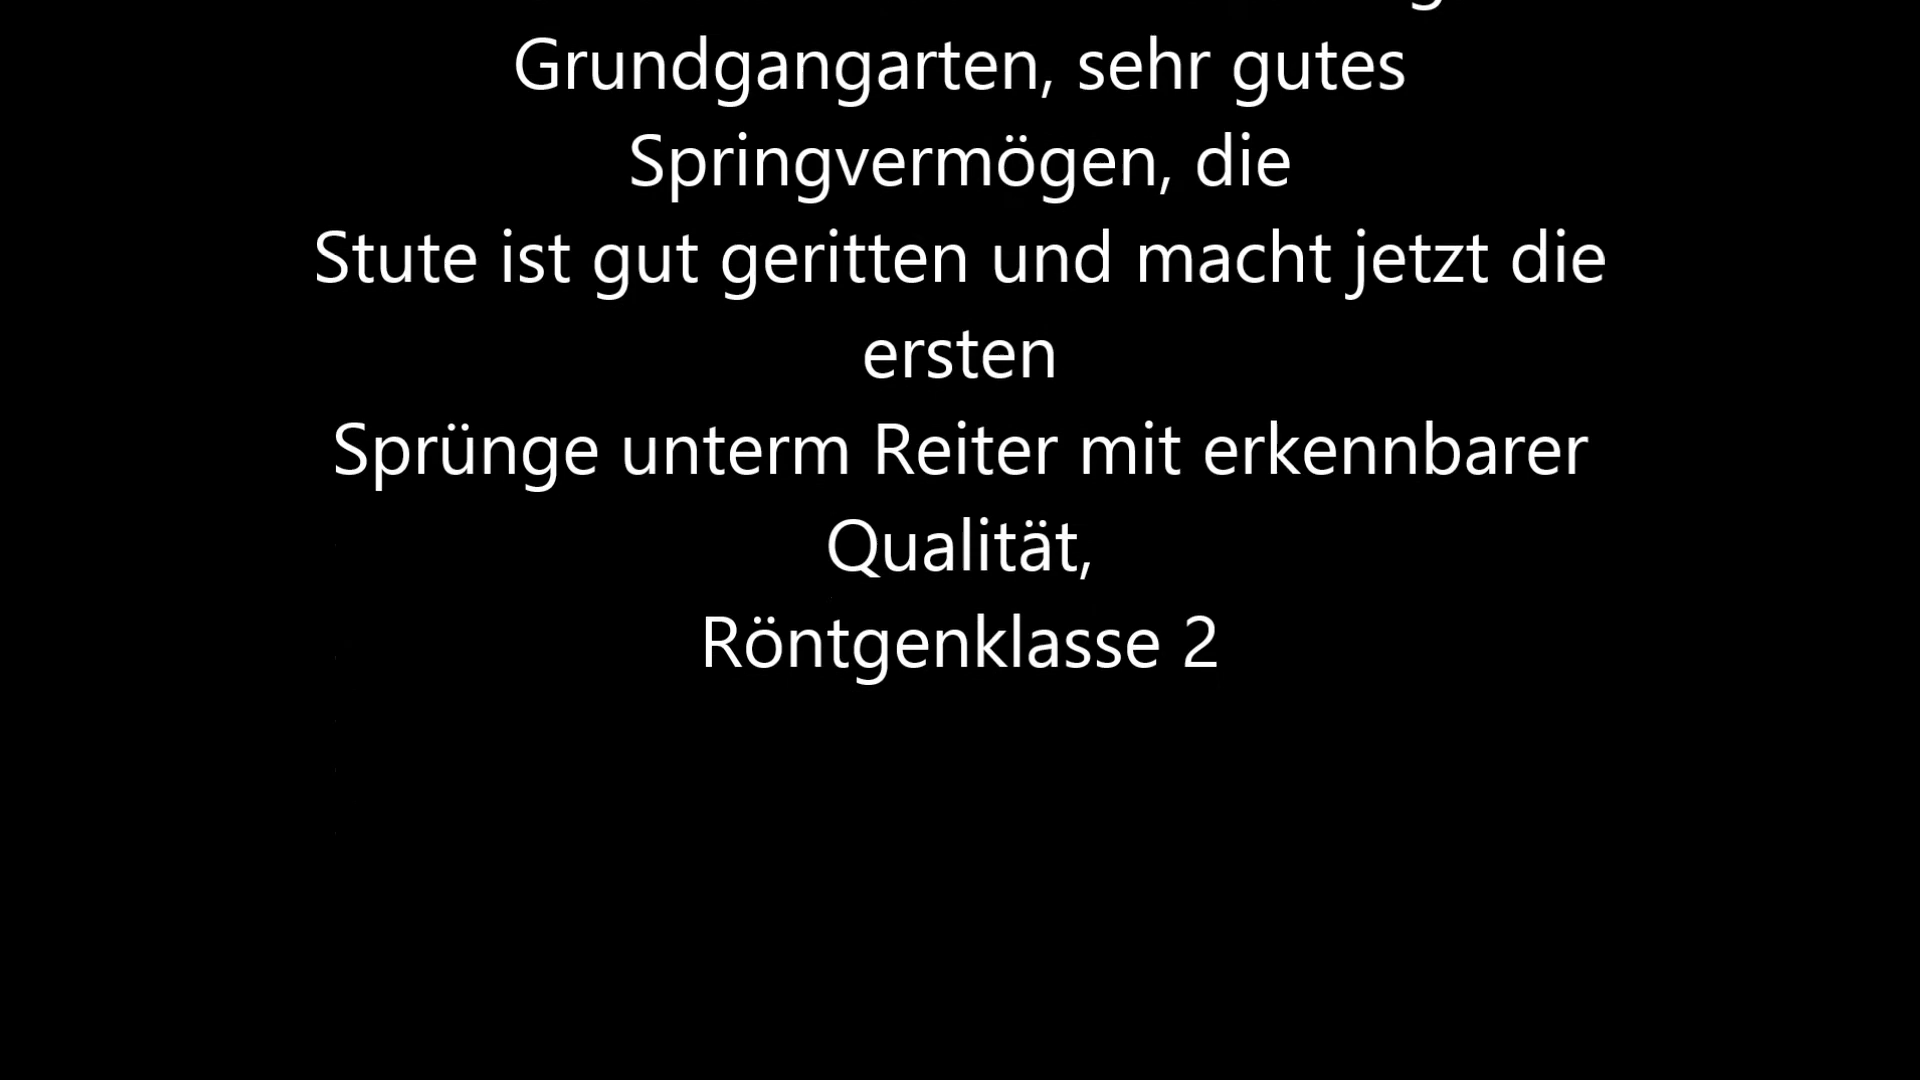 Grundgangarten, sehr gutes
Springvermögen, die
Stute ist gut geritten und macht jetzt die
ersten
Sprünge unterm Reiter mit erkennbarer
Qualität,
Röntgenklasse 2